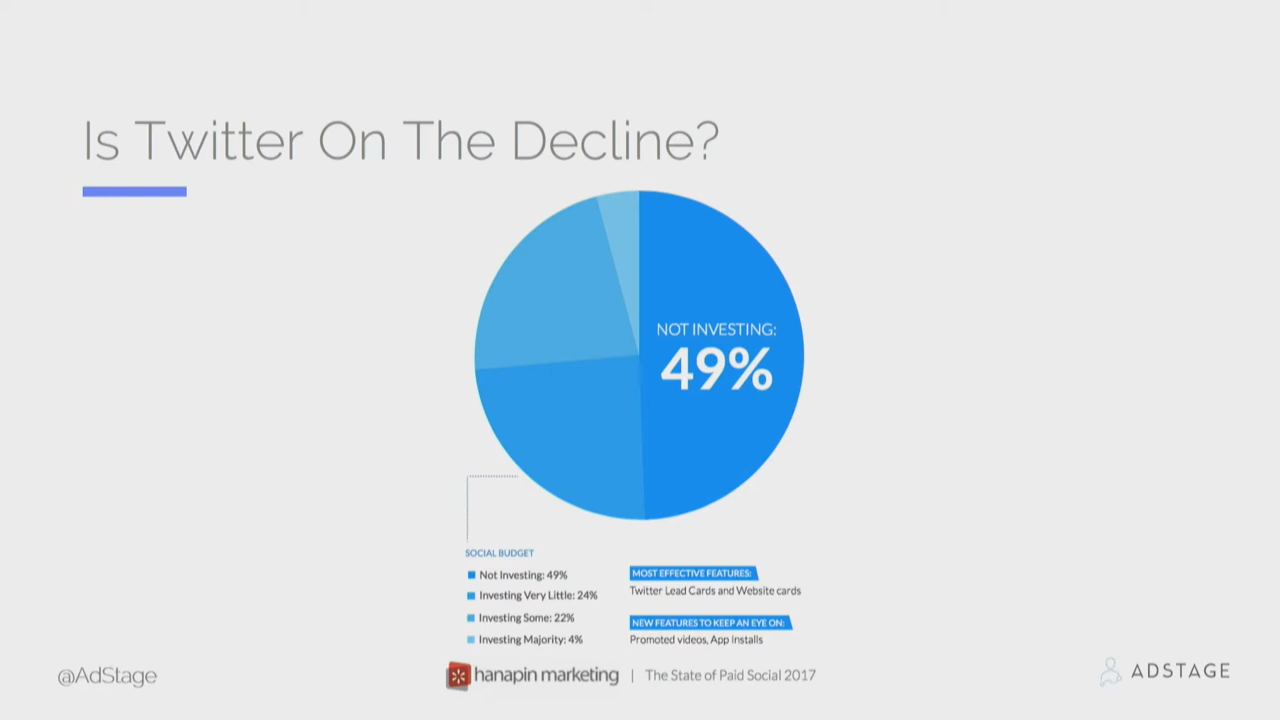 Is Twitter On The Decline?
NOT INVESTING:
49%
SOCIAL BUDGET
Not Investing: 49%
Investing Very Little: 24%
Investing Some: 22%
Investing Majority: 4%
MOST EFFECTIVE FEATURES:
Twitter Lead Cards and Website cards
NEW FEATURES TO KEEP AN EYE ON:
Promoted videos, App Installs
@AdStage
hanapin marketing | The State of Paid Social 2017
ADSTAGE